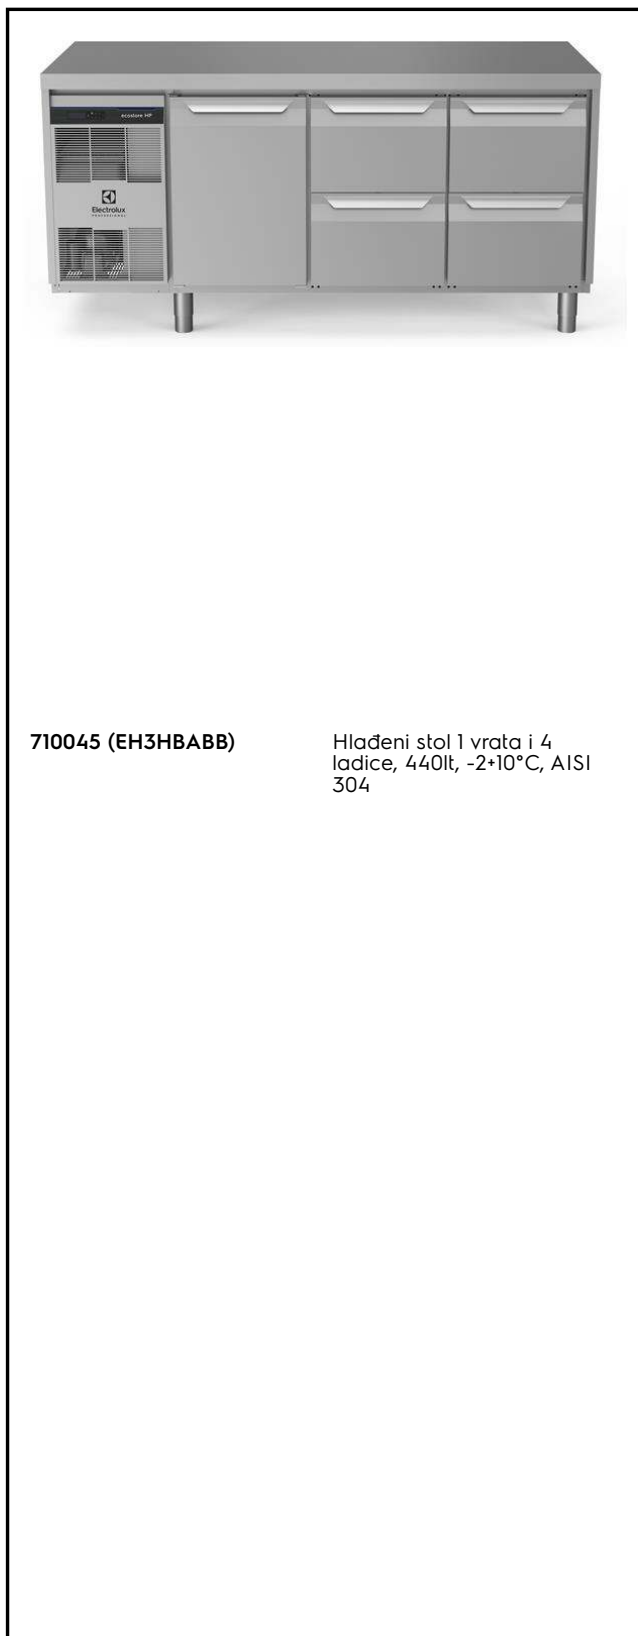 ecostore HP
Electrolux
PROFESSIONAL
710045 (EH3HBABB)
Hlađeni stol 1 vrata i 4
ladice, 440lt, -2+10°C, AISI
304